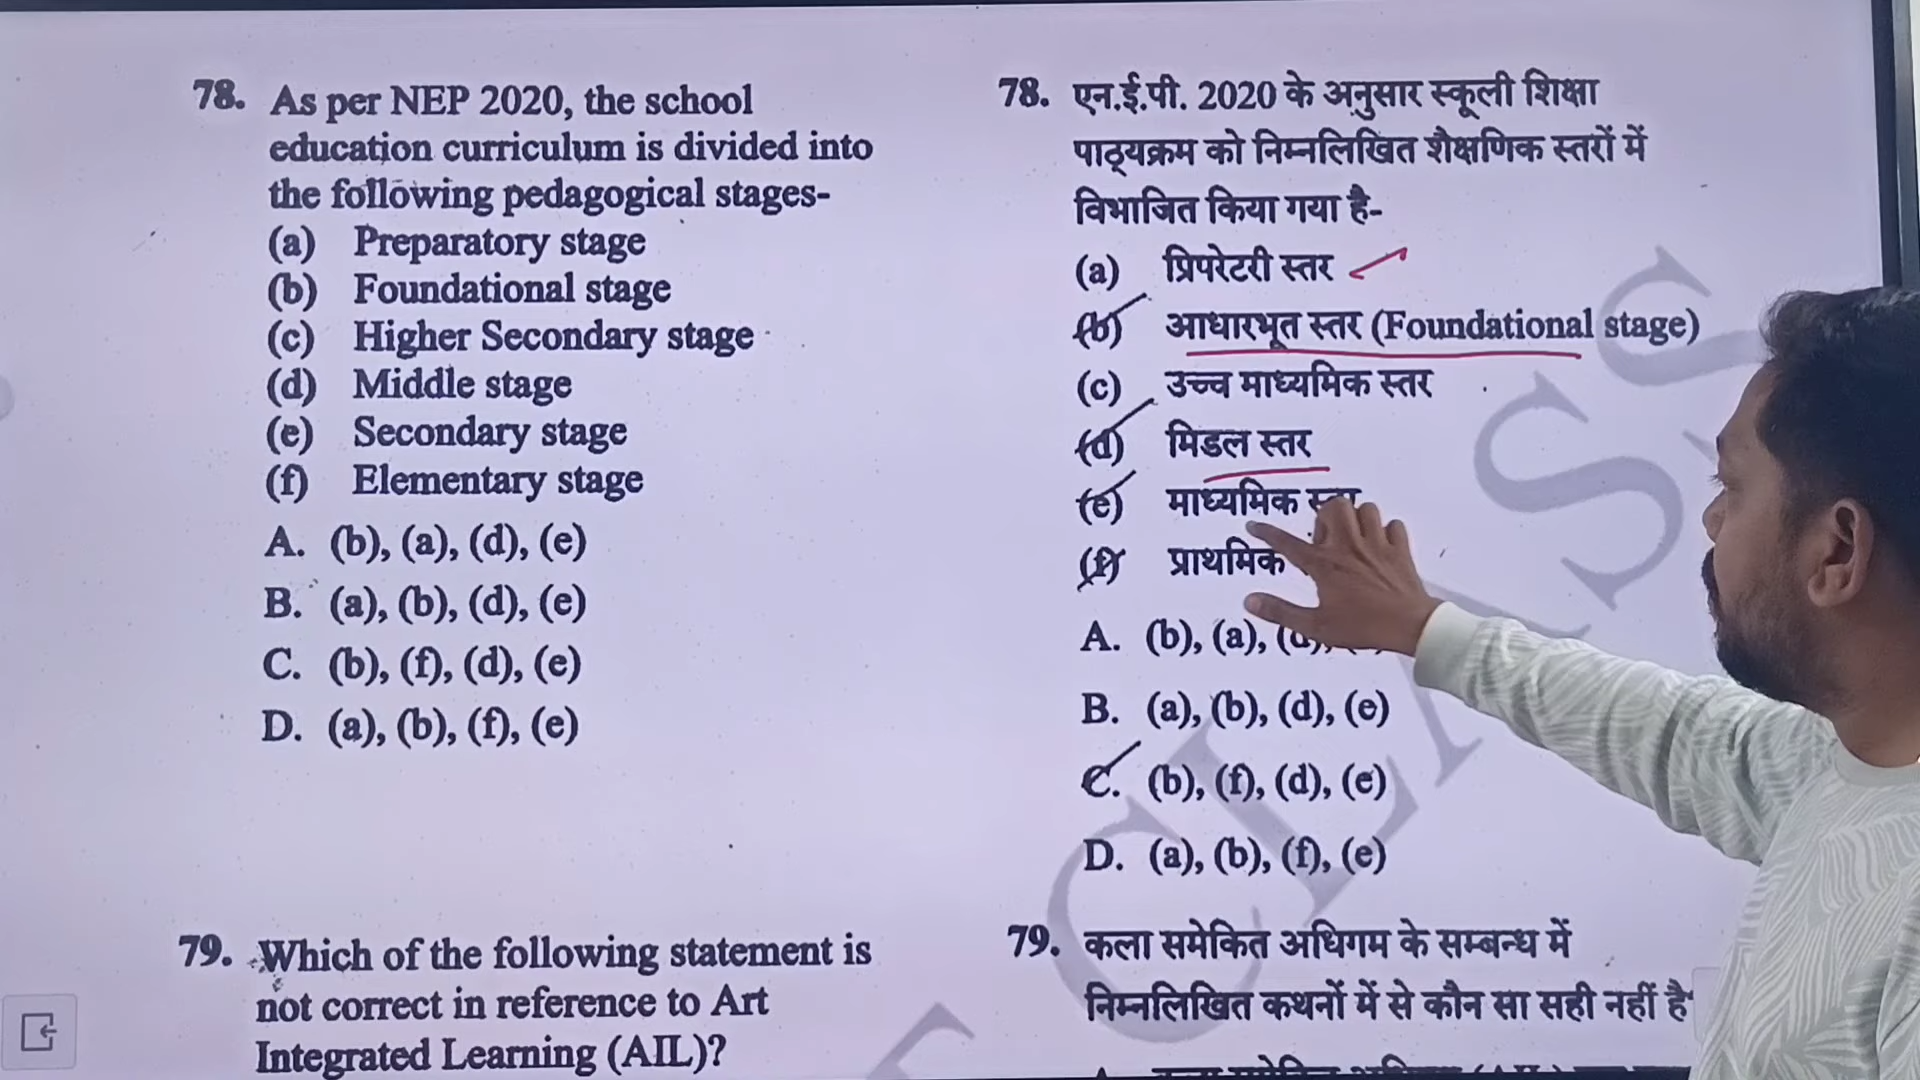 78. As per NEP 2020, the school
education curriculum is divided into
the following pedagogical stages-
(a) Preparatory stage
(b) Foundational stage
(c) Higher Secondary stage
(d) Middle stage
(e) Secondary stage
(f) Elementary stage
A. (b), (a), (d), (e)
B. (a), (b), (d), (e)
C. (b), (f), (d), (e)
D. (a), (b), (f), (e)
79. Which of the following statement is
not correct in reference to Art
Integrated Learning (AIL)?
78. एन.ई.पी. 2020 के अनुसार स्कूली शिक्षा
पाठ्यक्रम को निम्नलिखित शैक्षणिक स्तरों में
विभाजित किया गया है-
(a) प्रिपरेटरी स्तर
(b) आधारभूत स्तर (Foundational stage)
(c) उच्च माध्यमिक स्तर
(d) मिडल स्तर
(e) माध्यमिक
(f) प्राथमिक
A. (b), (a),
B. (a), (b), (d), (e)
C. (b), (f), (d), (e)
D. (a), (b), (f), (e)
79. कला समेकित अधिगम के सम्बन्ध में
निम्नलिखित कथनों में से कौन सा सही नहीं है
CLASS